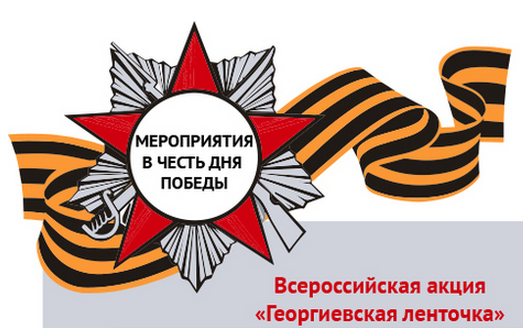 МЕРОПРИЯТИЯ
В ЧЕСТЬ ДНЯ
ПОБЕДЫ
Всероссийская акция
«Георгиевская ленточка»